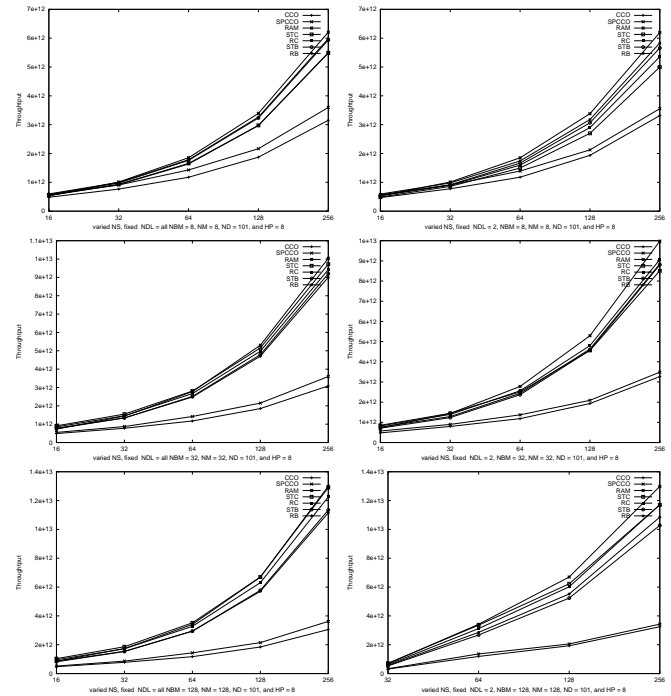 7e+12
6e+12
5e+12
4e+12
3e+12
2e+12
1e+12
0
Throughtput
CCO
SPCCO
RAM
STC
RC
STB
RB
16 32 64 128 256
varied NS, fixed NDL = all NBM = 8, NM = 8, ND = 101, and HP = 8
7e+12
6e+12
5e+12
4e+12
3e+12
2e+12
1e+12
0
Throughtput
CCO
SPCCO
RAM
STC
RC
STB
RB
16 32 64 128 256
varied NS, fixed NDL = 2, NBM = 8, NM = 8, ND = 101, and HP = 8
1.1e+13
1e+13
9e+12
8e+12
7e+12
6e+12
5e+12
4e+12
3e+12
2e+12
1e+12
0
Throughtput
CCO
SPCCO
RAM
STC
RC
STB
RB
16 32 64 128 256
varied NS, fixed NDL = all NBM = 32, NM = 32, ND = 101, and HP = 8
1e+13
9e+12
8e+12
7e+12
6e+12
5e+12
4e+12
3e+12
2e+12
1e+12
0
Throughtput
CCO
SPCCO
RAM
STC
RC
STB
RB
16 32 64 128 256
varied NS, fixed NDL = 2, NBM = 32, NM = 32, ND = 101, and HP = 8
1.4e+13
1.2e+13
1e+13
8e+12
6e+12
4e+12
2e+12
0
Throughtput
CCO
SPCCO
RAM
STC
RC
STB
RB
16 32 64 128 256
varied NS, fixed NDL = all NBM = 128, NM = 128, ND = 101, and HP = 8
1.4e+13
1.2e+13
1e+13
8e+12
6e+12
4e+12
2e+12
0
Throughtput
CCO
SPCCO
RAM
STC
RC
STB
RB
32 64 128 256
varied NS, fixed NDL = 2, NBM = 128, NM = 128, ND = 101, and HP = 8